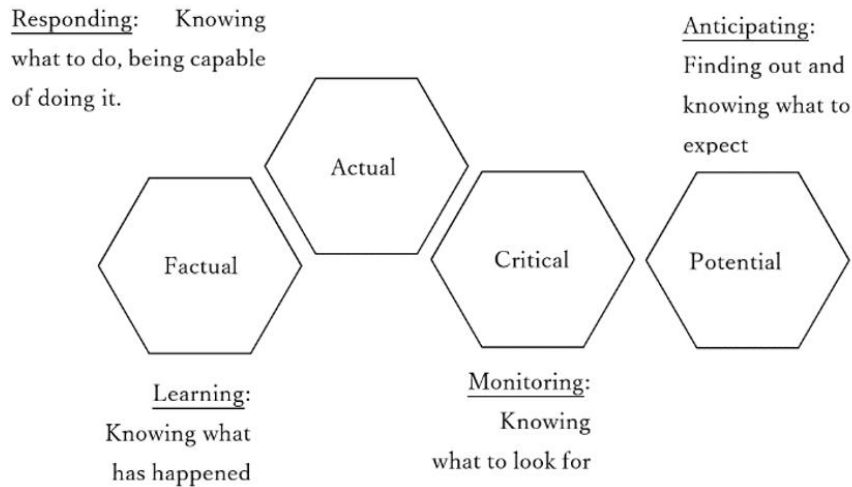 Responding: Knowing
what to do, being capable
of doing it.
Anticipating:
Finding out and
knowing what to
expect
Actual
Factual
Critical
Potential
Learning:
Knowing what
has happened
Monitoring:
Knowing
what to look for